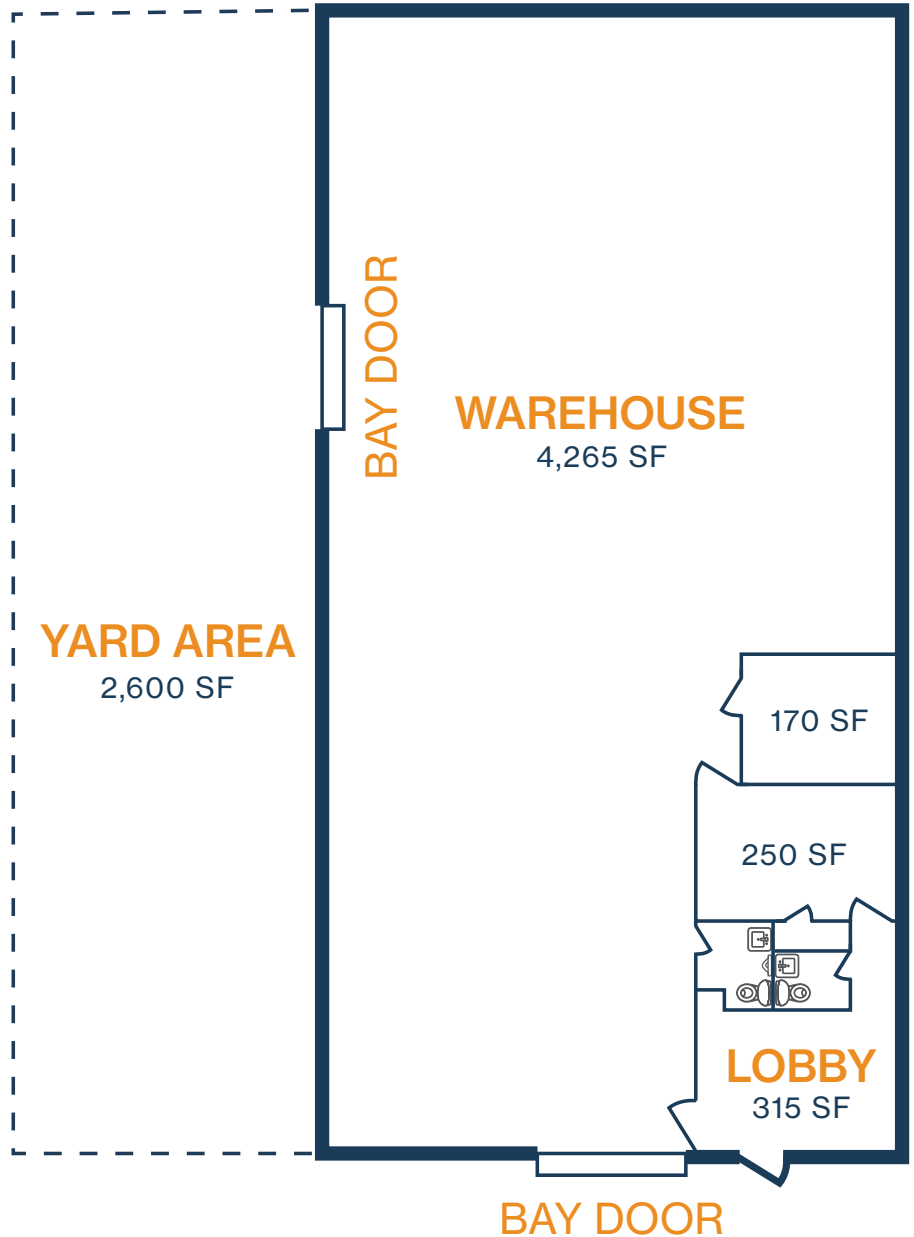 BAY DOOR
WAREHOUSE
4,265 SF
YARD AREA
2,600 SF
170 SF
250 SF
LOBBY
315 SF
BAY DOOR